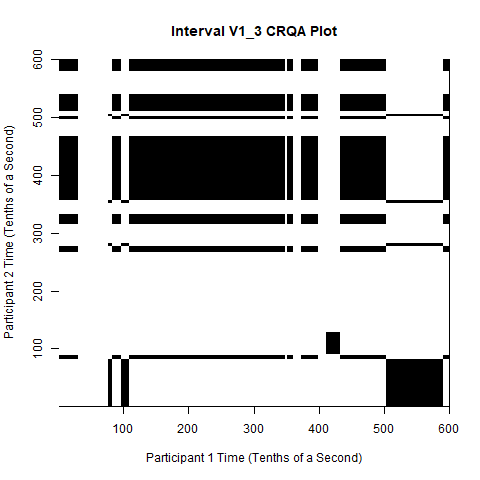 Interval V1_3 CRQA Plot
Participant 2 Time (Tenths of a Second)
600
500
400
300
200
100
100 200 300 400 500 600
Participant 1 Time (Tenths of a Second)